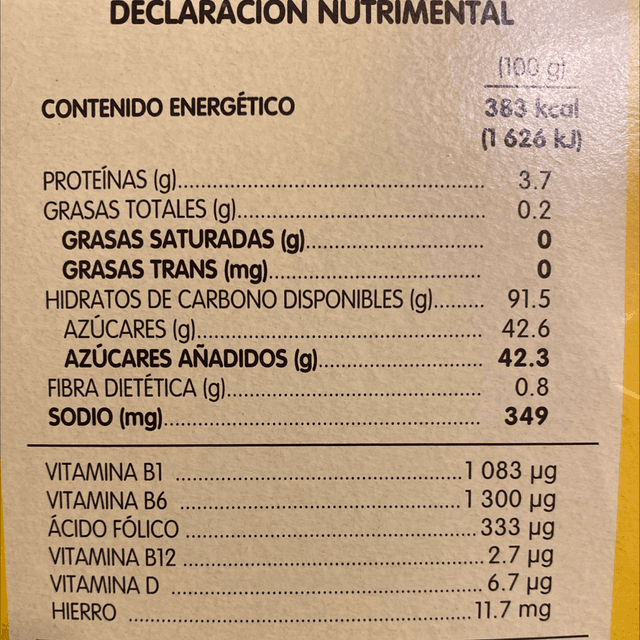 DECLARACIÓN NUTRIMENTAL
(100 g)
CONTENIDO ENERGÉTICO 383 kcal
(1 626 kJ)
PROTEÍNAS (g)........................................................ 3.7
GRASAS TOTALES (g)............................................. 0.2
GRASAS SATURADAS (g)................................ 0
GRASAS TRANS (mg)...................................... 0
HIDRATOS DE CARBONO DISPONIBLES (g)......... 91.5
AZÚCARES (g)................................................... 42.6
AZÚCARES AÑADIDOS (g).............................. 42.3
FIBRA DIETÉTICA (g).............................................. 0.8
SODIO (mg)........................................................... 349
VITAMINA B1 ...................................................1 083 µg
VITAMINA B6 ...................................................1 300 µg
ÁCIDO FÓLICO ................................................... 333 µg
VITAMINA B12 ................................................... 2.7 µg
VITAMINA D ...................................................... 6.7 µg
HIERRO ............................................................11.7 mg